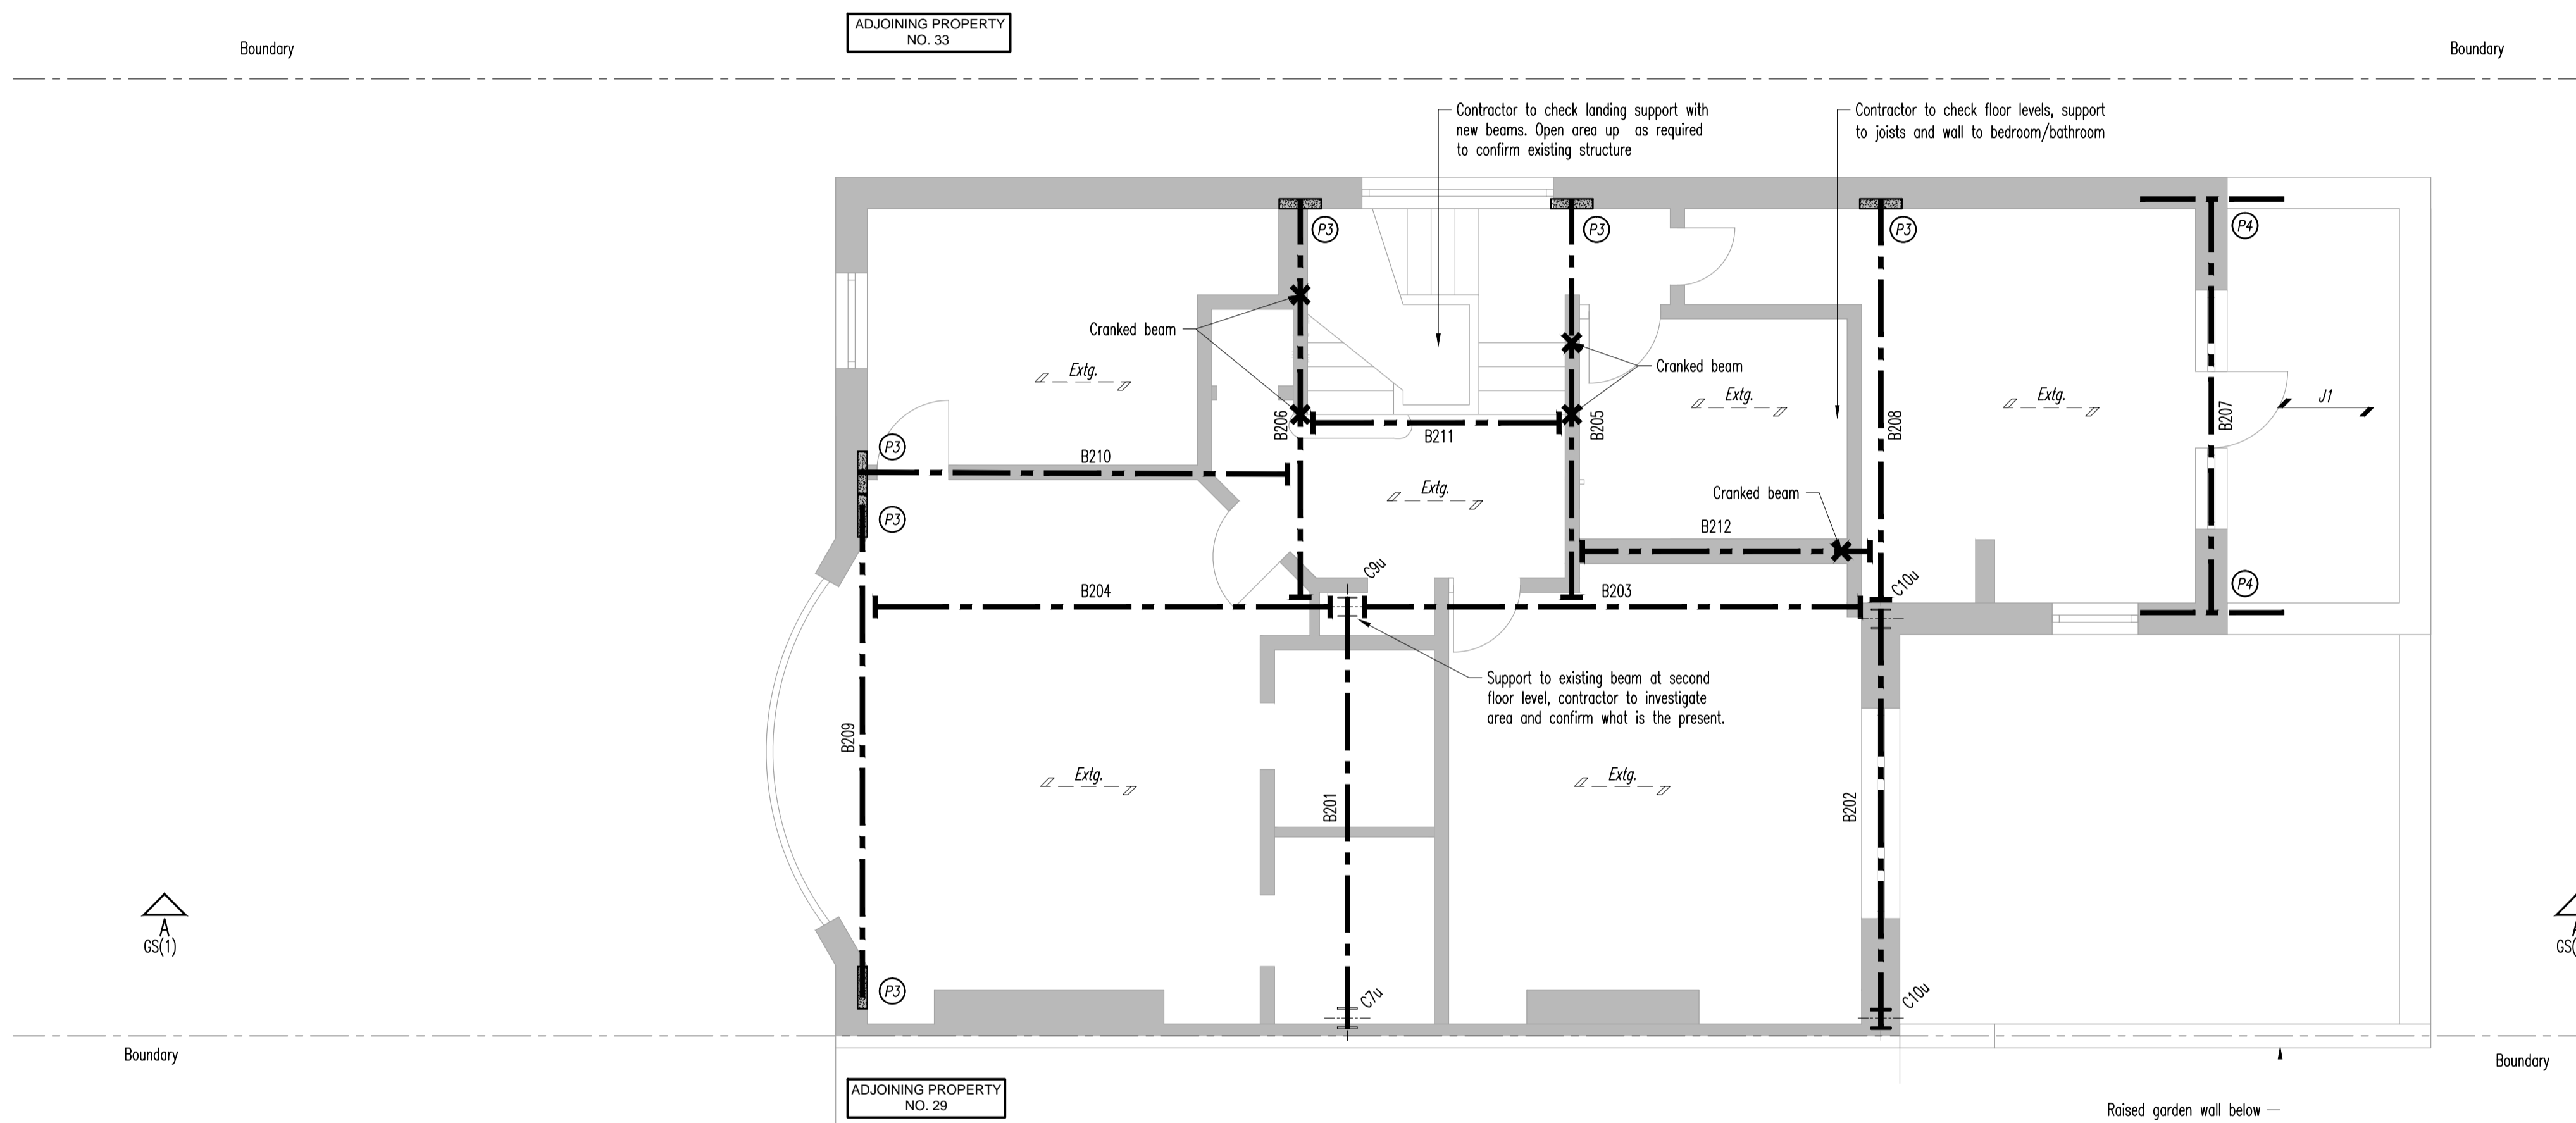 ADJOINING PROPERTY
NO. 33
Boundary
Boundary
Contractor to check landing support with
new beams. Open area up as required
to confirm existing structure
Contractor to check floor levels, support
to joists and wall to bedroom/bathroom
P3
P3
P3
P4
Cranked beam
Cranked beam
Extg.
Extg.
Extg.
J1
B206
B211
B205
B208
B207
P3
B210
Extg.
Cranked beam
P3
B212
C9u
C10u
P4
B204
B203
Support to existing beam at second
floor level, contractor to investigate
area and confirm what is the present.
B209
Extg.
Extg.
B201
B202
A
GS(1)
P3
C7u
C10u
Boundary
Boundary
ADJOINING PROPERTY
NO. 29
Raised garden wall below